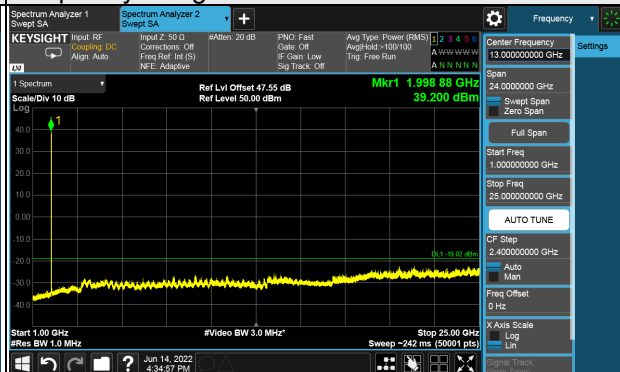 Spectrum Analyzer 1
Swept SA
Spectrum Analyzer 2
Swept SA
+
Frequency
KEYSIGHT
Input: RF
Coupling: DC
Align: Auto
Input Z: 50 Ω
Corrections: Off
Freq Ref: Int (S)
NFE: Adaptive
#Atten: 20 dB
PNO: Fast
Gate: Off
IF Gain: Low
Sig Track: Off
Avg Type: Power (RMS)
Avg|Hold:>100/100
Trig: Free Run
1 2 3 4 5 6
A W W W W W
A N N N N N
LXI
1 Spectrum
Scale/Div 10 dB
Log
Ref Lvl Offset 47.55 dB
Ref Level 50.00 dBm
Mkr1 1.998 88 GHz
39.200 dBm
1
40.0
30.0
20.0
10.0
0.00
-10.0
-20.0
-30.0
-40.0
DL1 -19.02 dBm
Start 1.00 GHz
#Res BW 1.0 MHz
#Video BW 3.0 MHz*
Stop 25.00 GHz
Sweep ~242 ms (50001 pts)
Center Frequency
13.000000000 GHz
Settings
Span
24.0000000 GHz
Swept Span
Zero Span
Full Span
Start Freq
1.000000000 GHz
Stop Freq
25.000000000 GHz
AUTO TUNE
CF Step
2.400000000 GHz
Auto
Man
Freq Offset
0 Hz
X Axis Scale
Log
Lin
Signal Track
?
Jun 14, 2022
4:34:57 PM